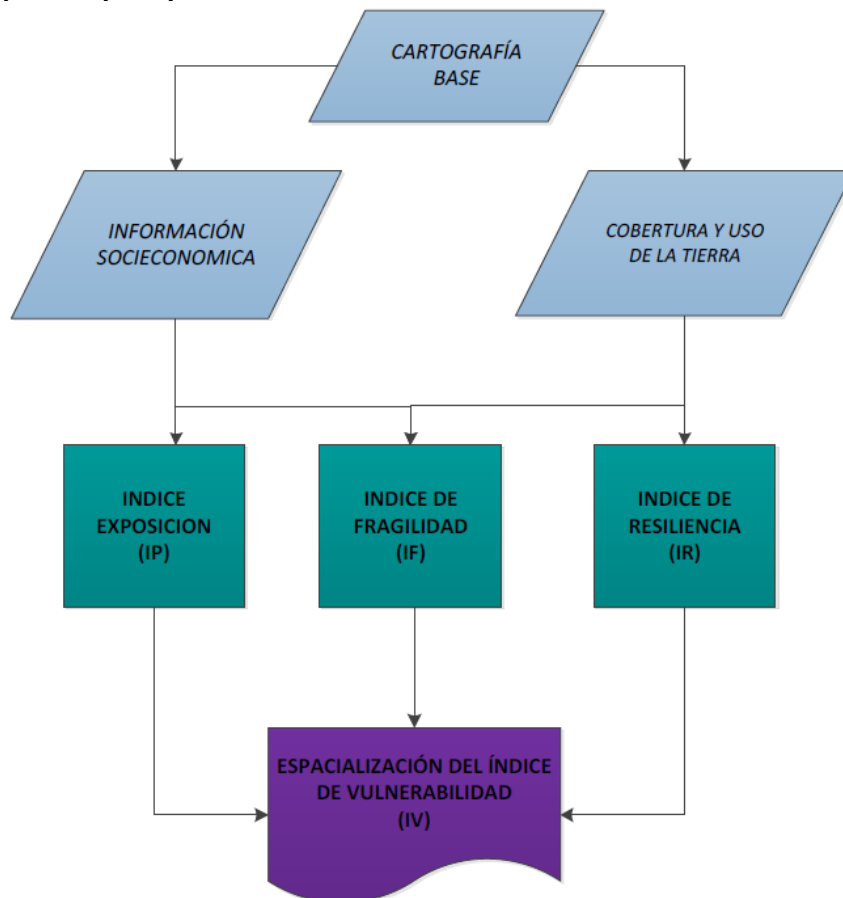 CARTOGRAFÍA
BASE
INFORMACIÓN
SOCIECONOMICA
COBERTURA Y USO
DE LA TIERRA
INDICE
EXPOSICION
(IP)
INDICE DE
FRAGILIDAD
(IF)
INDICE DE
RESILIENCIA
(IR)
ESPACIALIZACIÓN DEL ÍNDICE
DE VULNERABILIDAD
(IV)